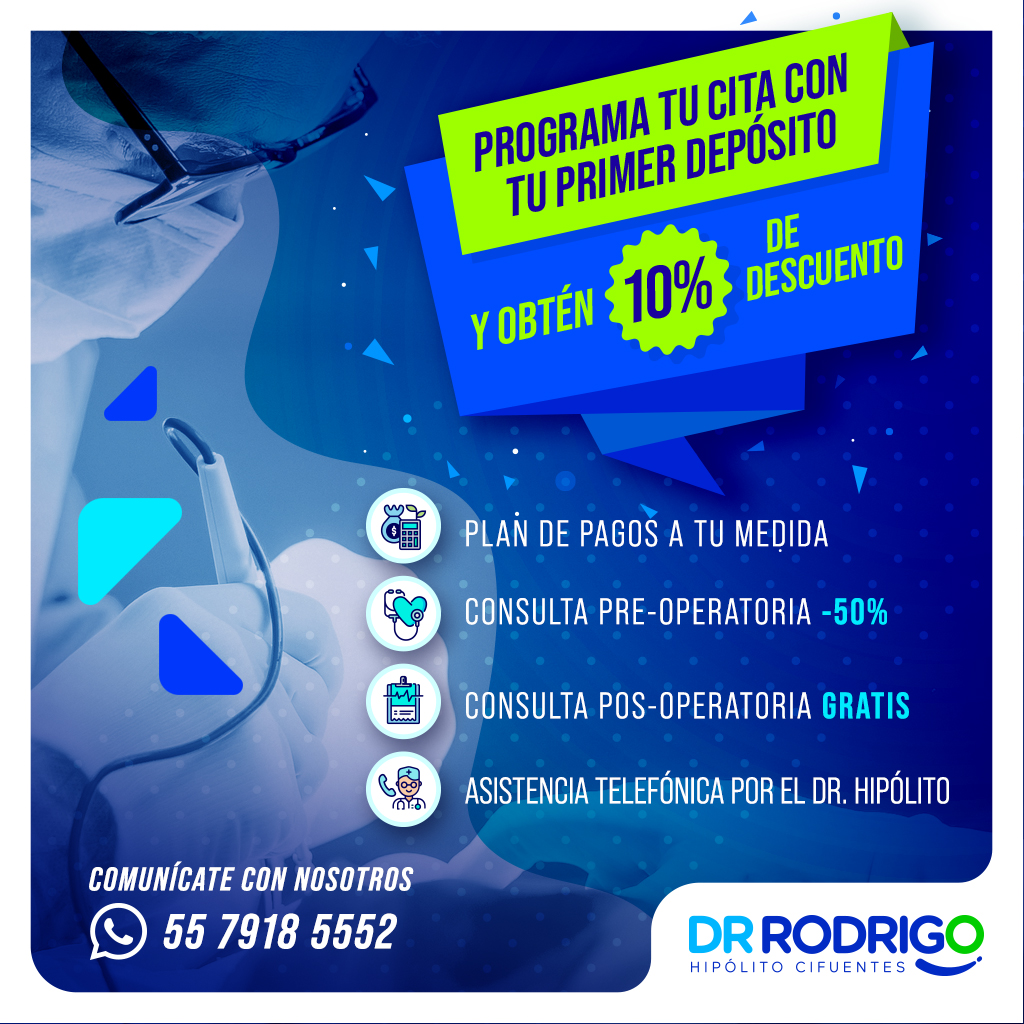 PROGRAMA TU CITA CON
TU PRIMER DEPÓSITO
Y OBTÉN 10% DE
DESCUENTO
$
PLAN DE PAGOS A TU MEDIDA
CONSULTA PRE-OPERATORIA -50%
CONSULTA POS-OPERATORIA GRATIS
ASISTENCIA TELEFÓNICA POR EL DR. HIPÓLITO
COMUNÍCATE CON NOSOTROS
55 7918 5552
DR RODRIGO
HIPÓLITO CIFUENTES